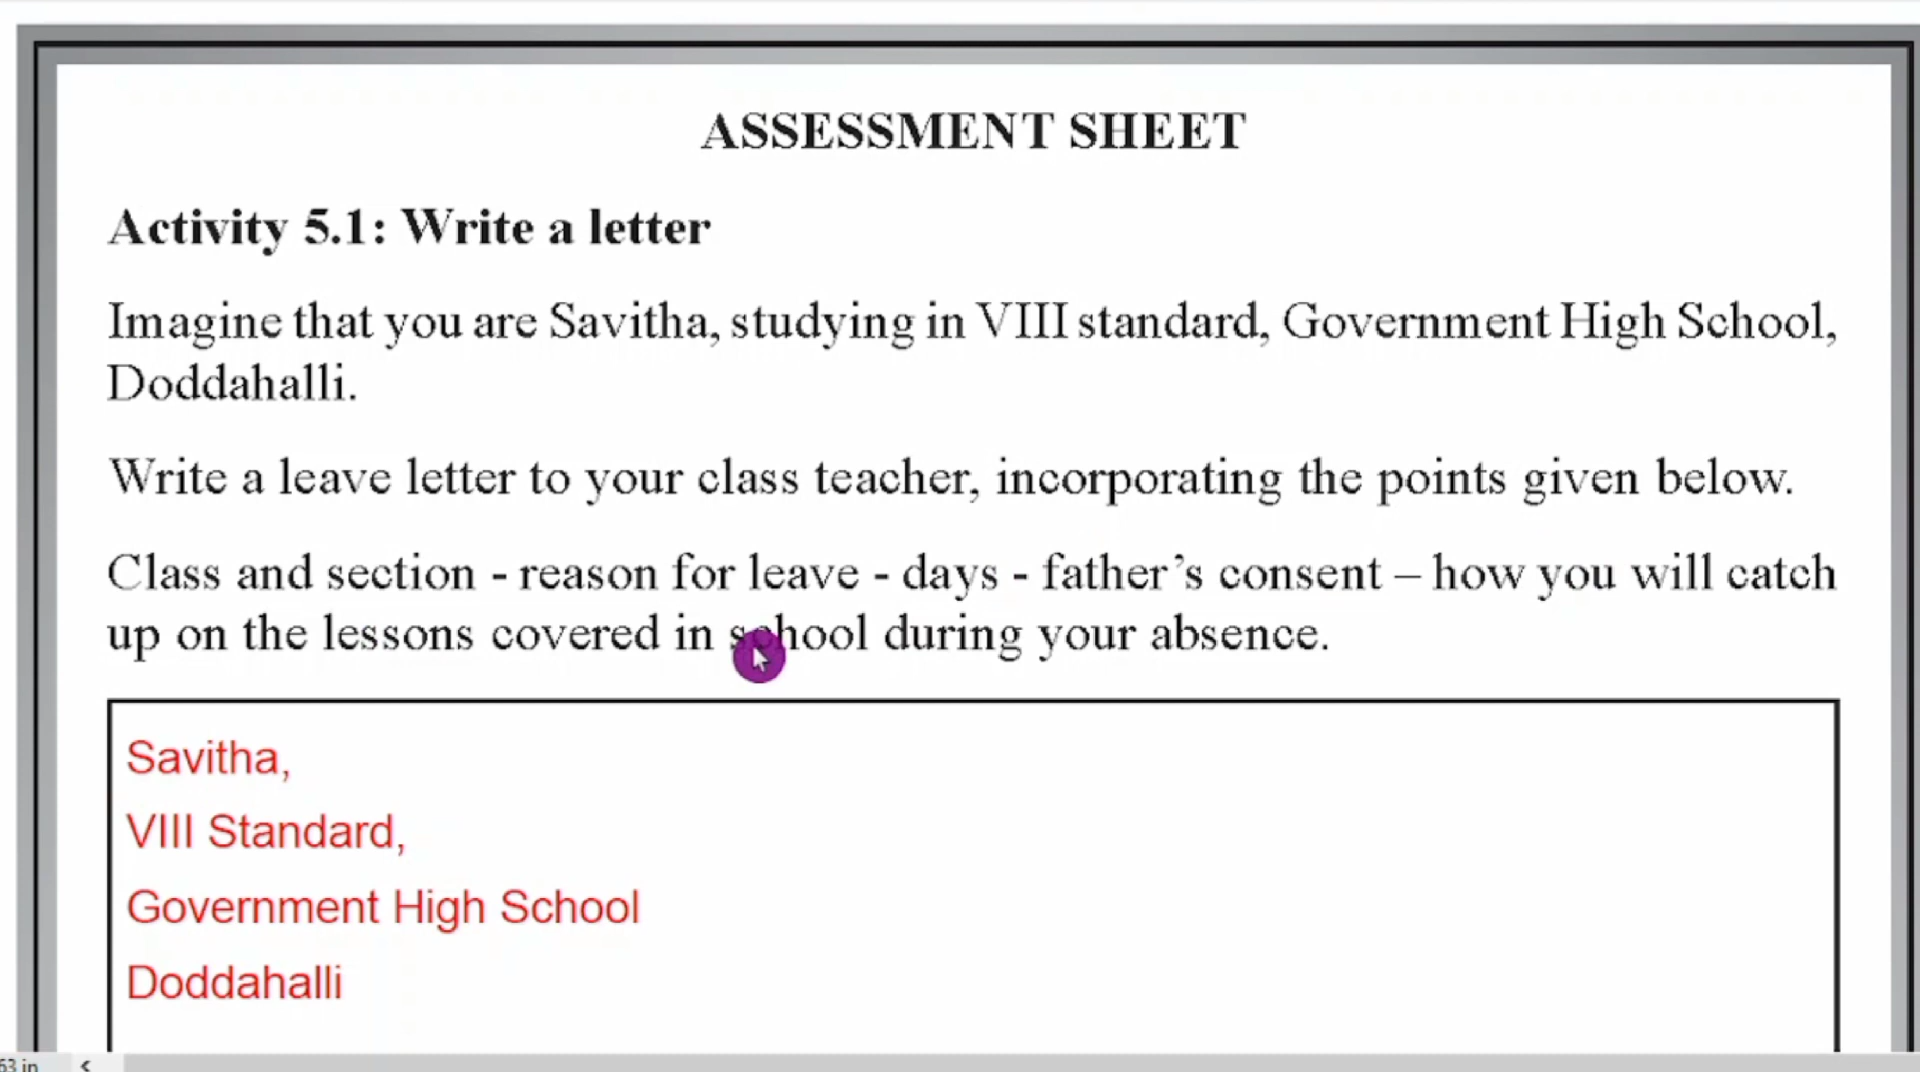 ASSESSMENT SHEET
Activity 5.1: Write a letter
Imagine that you are Savitha, studying in VIII standard, Government High School,
Doddahalli.
Write a leave letter to your class teacher, incorporating the points given below.
Class and section - reason for leave - days - father’s consent – how you will catch
up on the lessons covered in school during your absence.
Savitha,
VIII Standard,
Government High School
Doddahalli
63 in